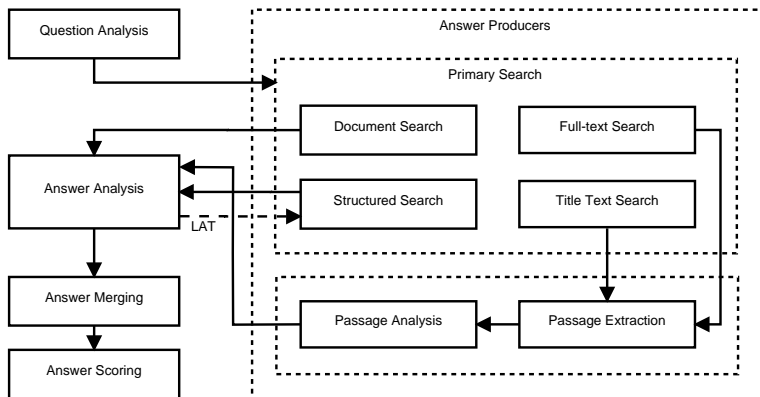 Question Analysis
Answer Producers
Primary Search
Document Search
Full-text Search
Answer Analysis
Structured Search
Title Text Search
LAT
Answer Merging
Passage Analysis
Passage Extraction
Answer Scoring